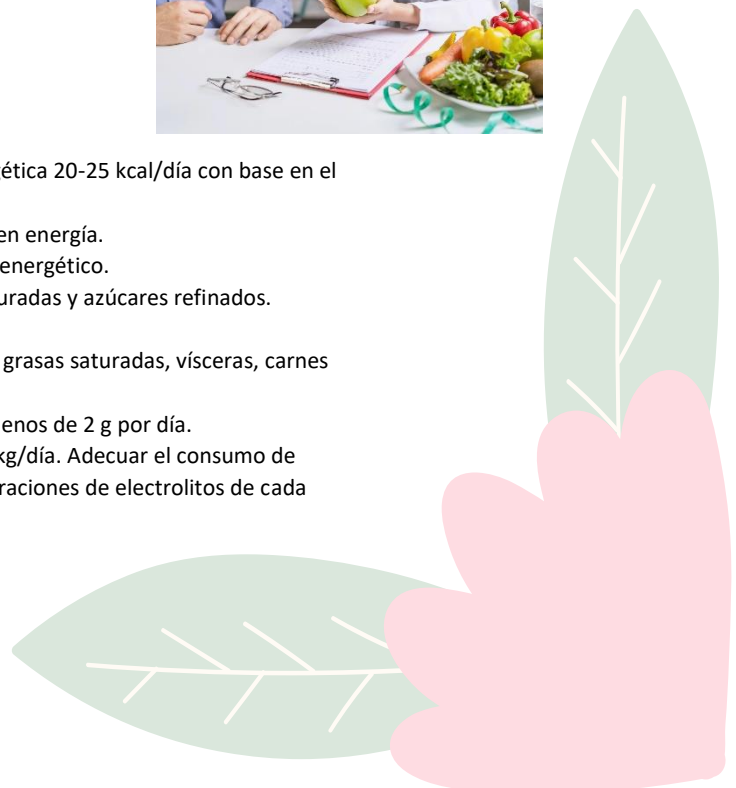 ética 20-25 kcal/día con base en el
en energía.
energético.
uradas y azúcares refinados.
grasas saturadas, vísceras, carnes
enos de 2 g por día.
kg/día. Adecuar el consumo de
raciones de electrolitos de cada